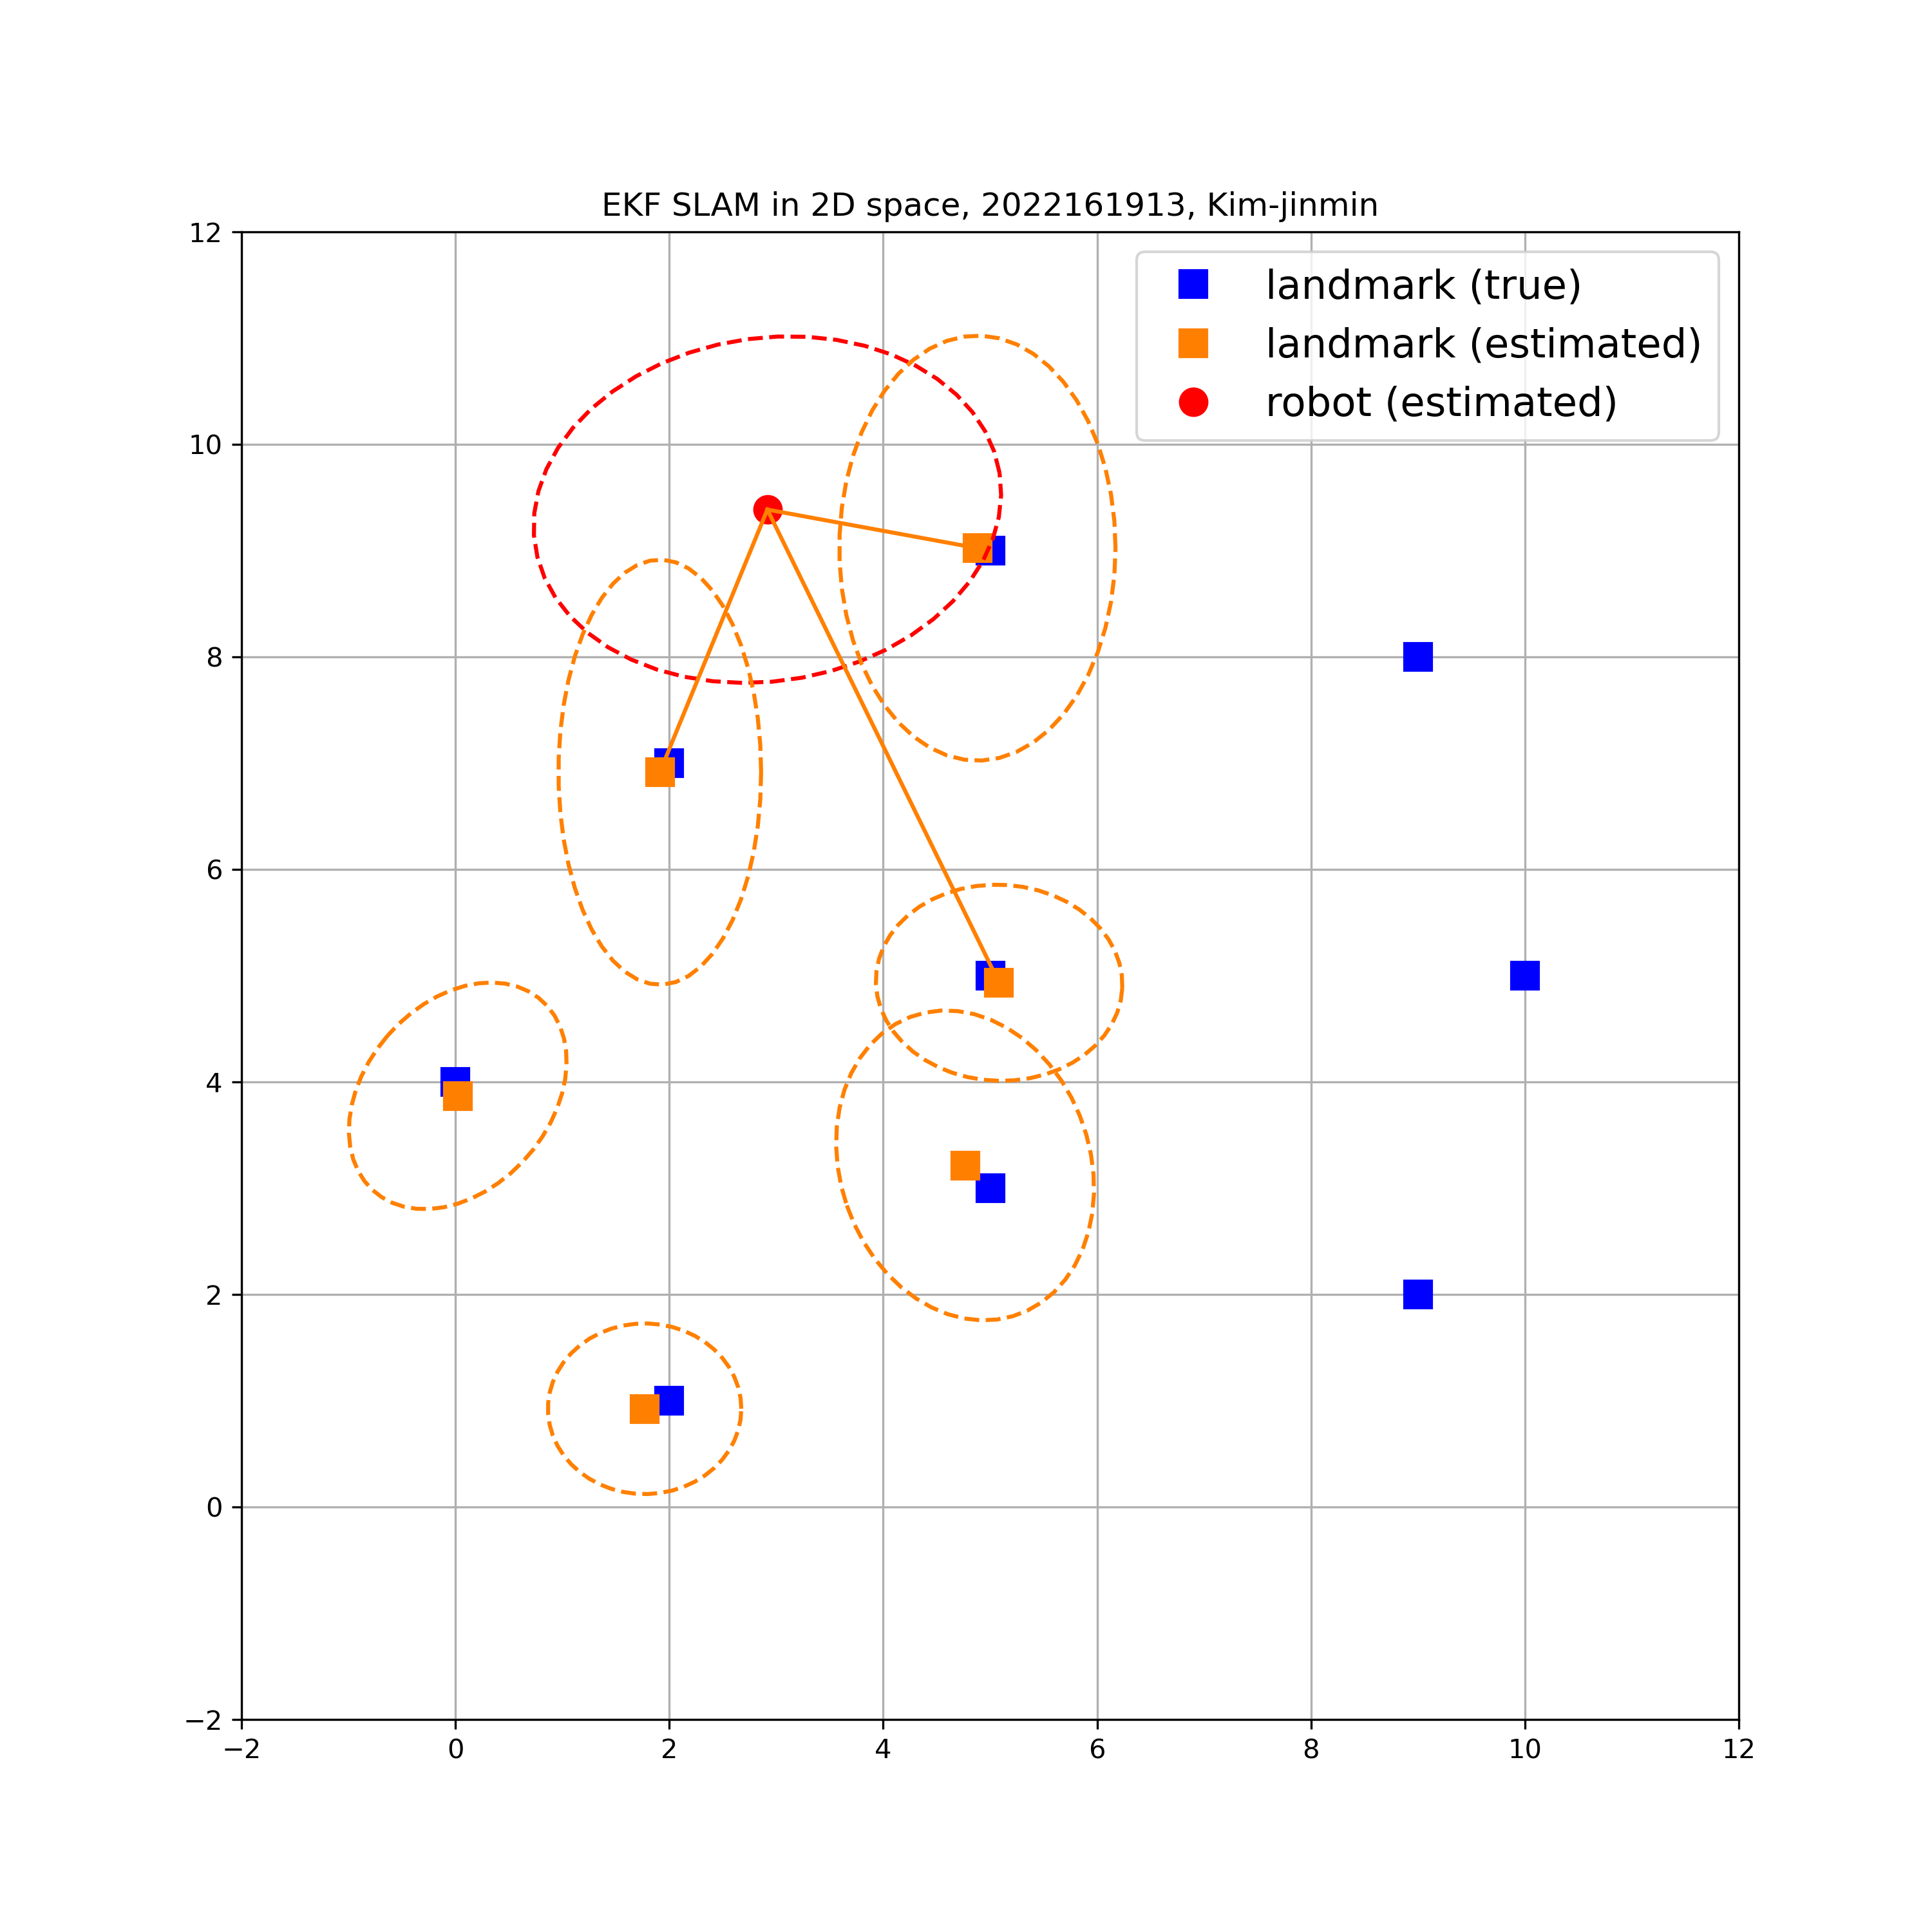 EKF SLAM in 2D space, 2022161913, Kim-jinmin
landmark (true)
landmark (estimated)
robot (estimated)
12
10
8
6
4
2
0
−2
−2 0 2 4 6 8 10 12